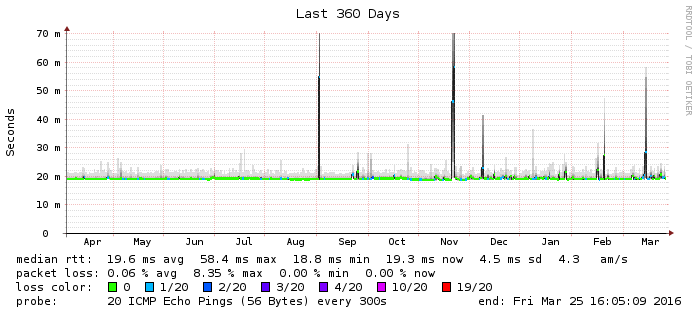 Last 360 Days
70 m
60 m
50 m
40 m
30 m
20 m
10 m
0
Seconds
Apr May Jun Jul Aug Sep Oct Nov Dec Jan Feb Mar
median rtt: 19.6 ms avg 58.4 ms max 18.8 ms min 19.3 ms now 4.5 ms sd 4.3 am/s
packet loss: 0.06 % avg 8.35 % max 0.00 % min 0.00 % now
loss color: 0 1/20 2/20 3/20 4/20 10/20 19/20
probe: 20 ICMP Echo Pings (56 Bytes) every 300s end: Fri Mar 25 16:05:09 2016
RRDTOOL / TOBI OETIKER